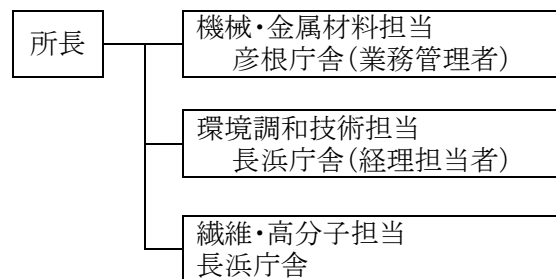 所長
機械・金属材料担当
彦根庁舎（業務管理者）
環境調和技術担当
長浜庁舎（経理担当者）
繊維・高分子担当
長浜庁舎